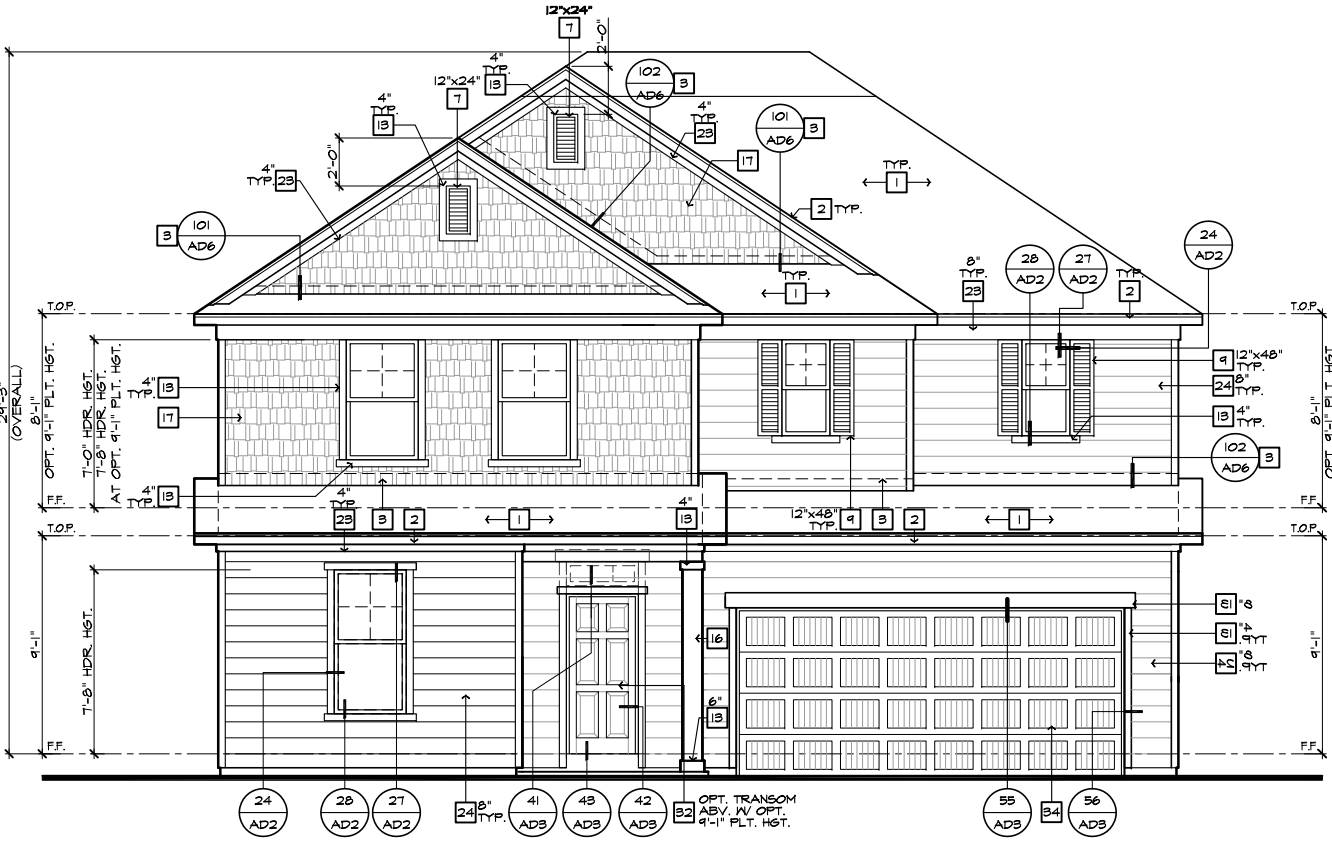 12"x24"
7
2'-0"
4"
TYP.
13
102
AD6
3
12"x24"
7
4"
TYP.
13
4"
TYP.
23
101
AD6
3
17
2'-0"
4"
TYP.
23
TYP.
1
2 TYP.
3
101
AD6
24
AD2
28
AD2
27
AD2
8"
TYP.
23
TYP.
2
TYP.
1
T.O.P.
T.O.P.
(OVERALL)
8'-1"
OPT. 9'-1" PLT. HGT.
7'-0" HDR. HGT.
7'-8" HDR. HGT.
AT OPT. 9'-1" PLT. HGT.
4"
TYP.
13
17
9
12"x48"
TYP.
24
8"
TYP.
13
4"
TYP.
8'-1"
OPT. 9'-1" PLT. HGT.
102
AD6
3
4"
TYP.
13
F.F.
F.F.
4"
TYP.
23
3
2
1
4"
13
12"x48"
TYP.
9
3
2
1
T.O.P.
T.O.P.
9'-1"
7'-8" HDR. HGT.
13
8"
13
4"
TYP.
24
8"
TYP.
9'-1"
16
6"
13
F.F.
F.F.
24
AD2
28
AD2
27
AD2
24
8"
TYP.
41
AD3
43
AD3
42
AD3
32
OPT. TRANSOM
ABV. W/ OPT.
9'-1" PLT. HGT.
55
AD3
34
56
AD3